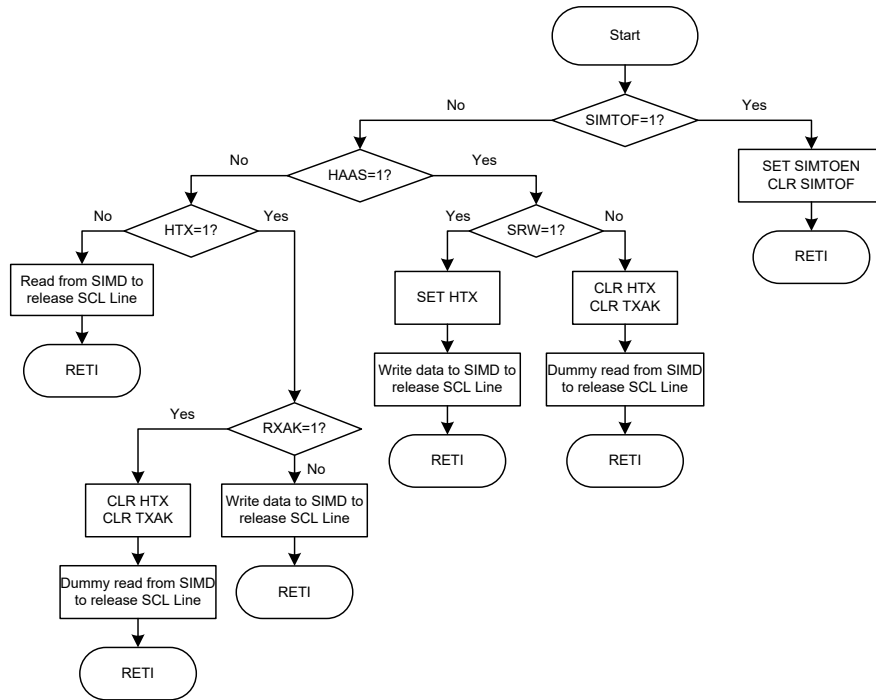 Start
No
Yes
SIMTOF=1?
No
Yes
HAAS=1?
SET SIMTOEN
CLR SIMTOF
No
Yes
HTX=1?
Yes
No
SRW=1?
RETI
Read from SIMD to
release SCL Line
SET HTX
CLR HTX
CLR TXAK
RETI
Write data to SIMD to
release SCL Line
Dummy read from SIMD
to release SCL Line
Yes
RXAK=1?
No
RETI
RETI
CLR HTX
CLR TXAK
Write data to SIMD to
release SCL Line
Dummy read from SIMD
to release SCL Line
RETI
RETI